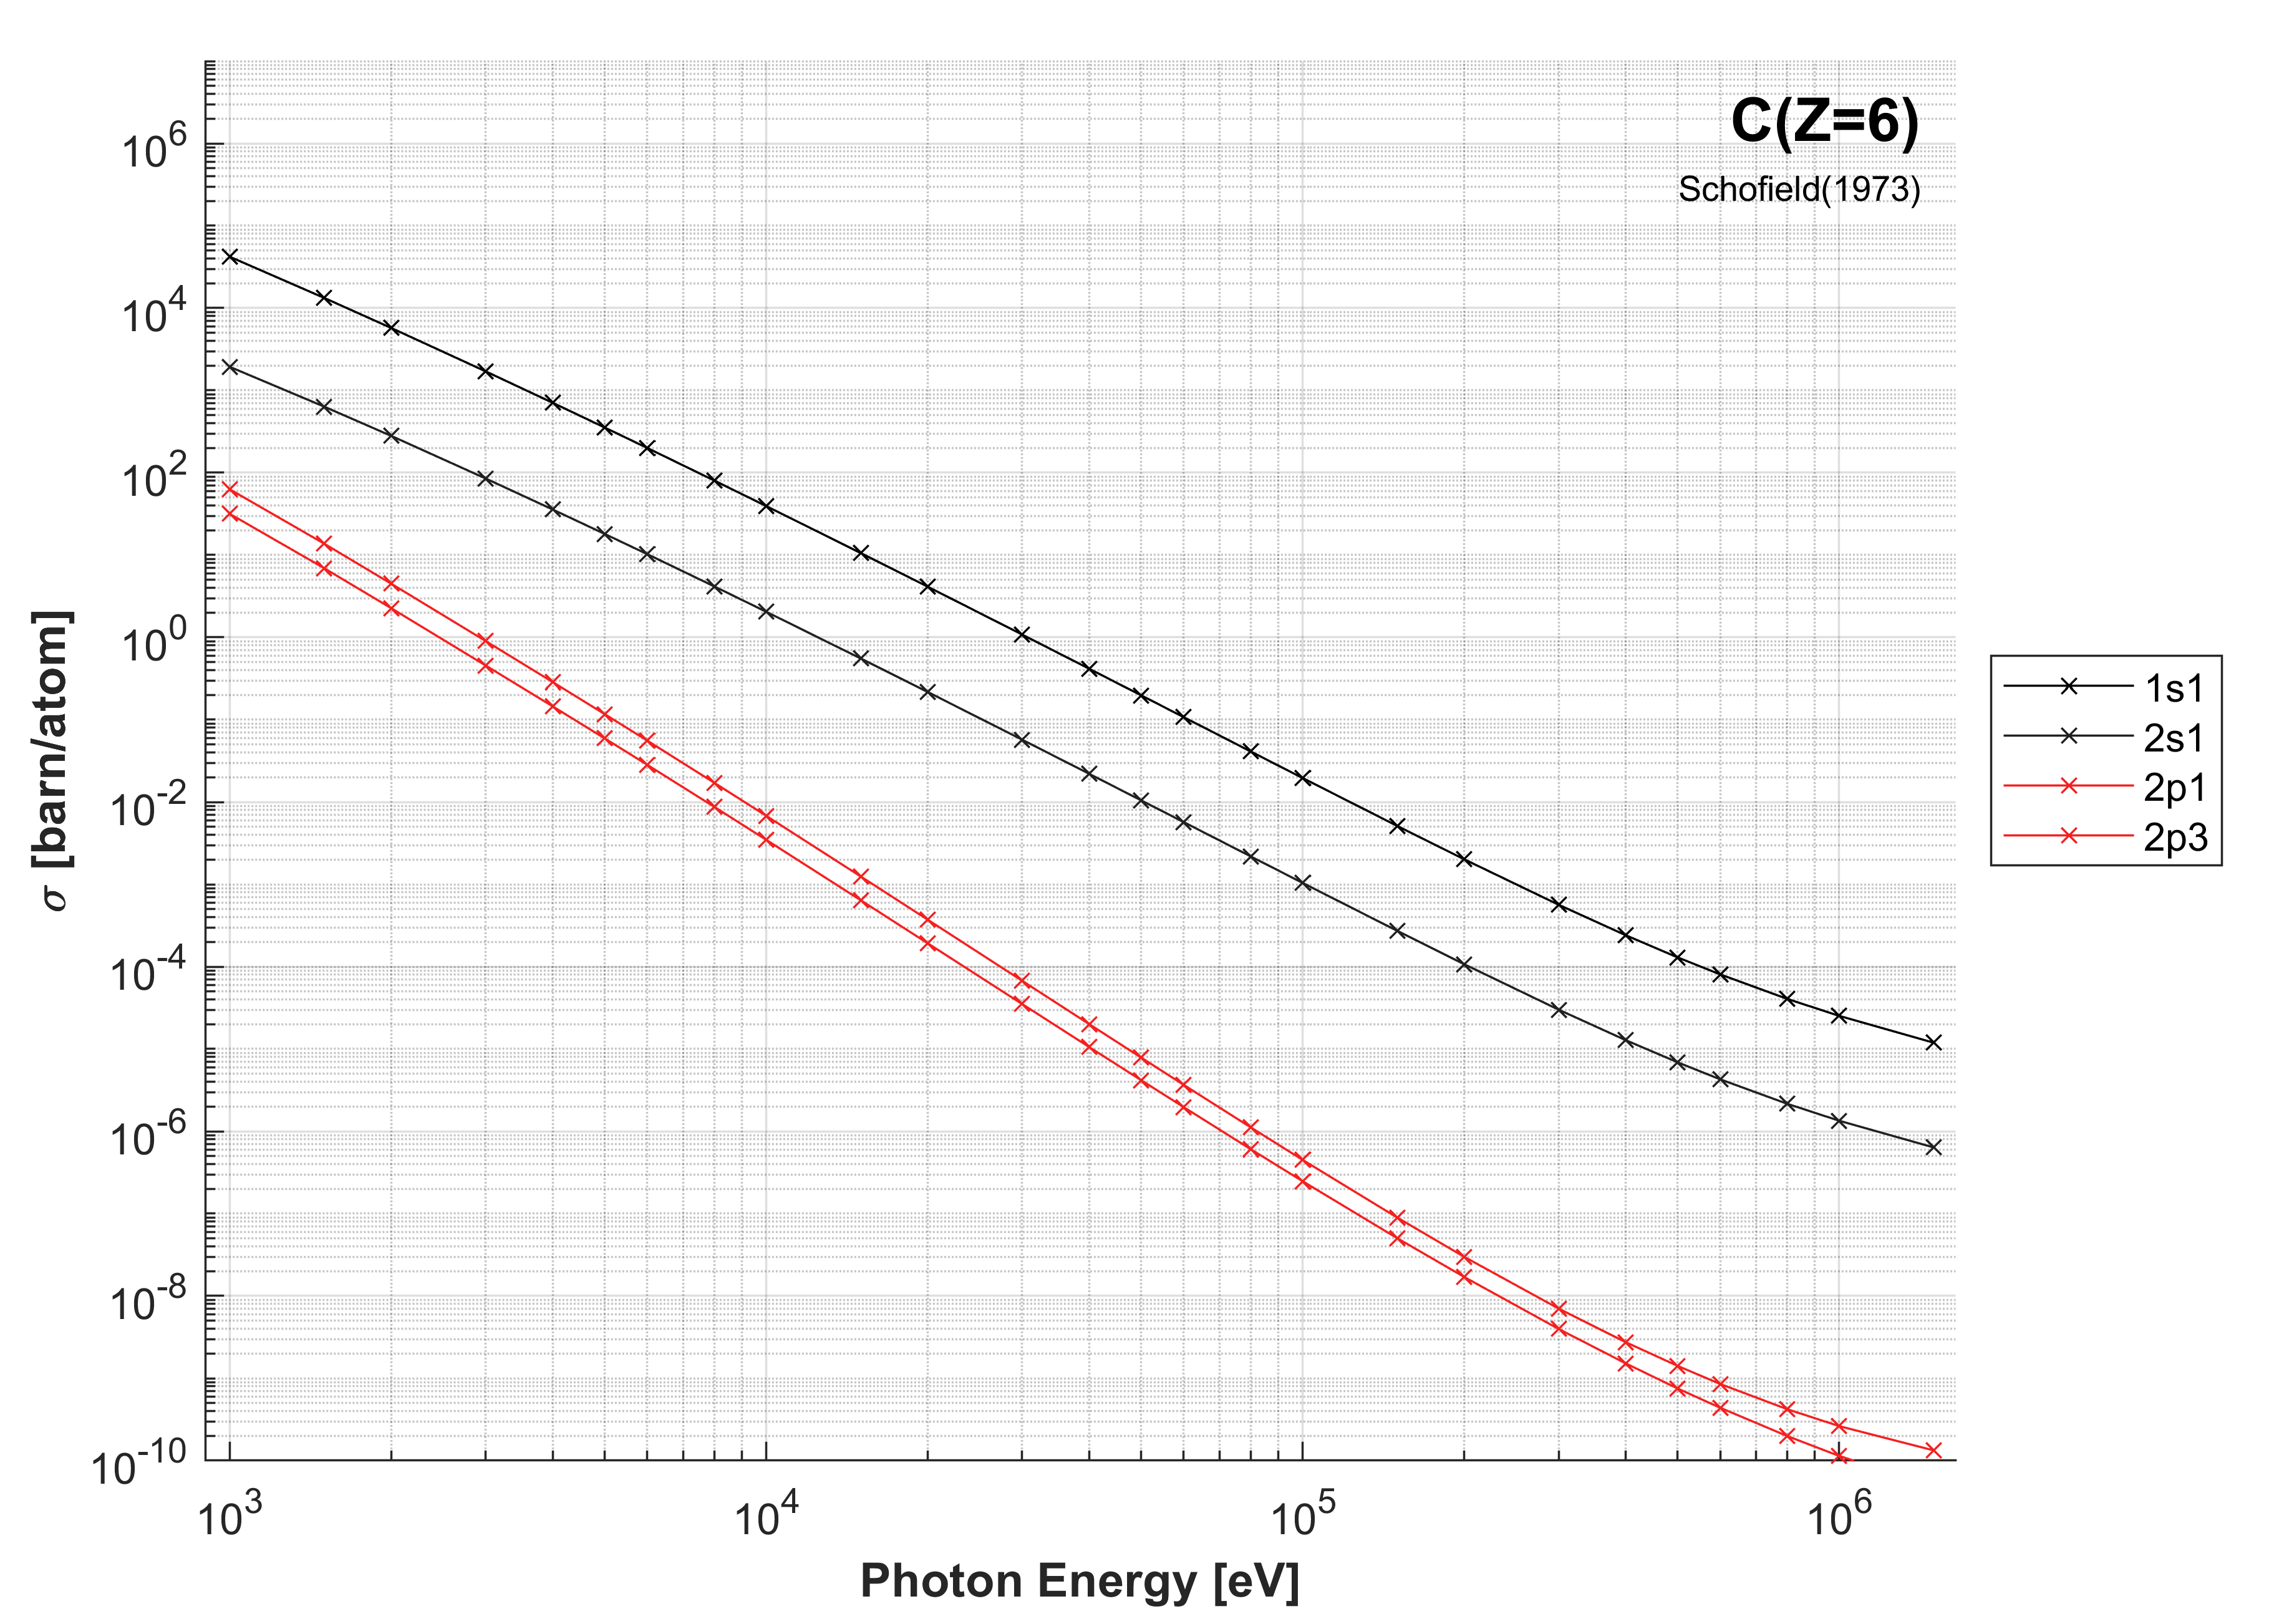 C(Z=6)
Schofield(1973)
10^6
10^4
10^2
10^0
10^-2
10^-4
10^-6
10^-8
10^-10
σ [barn/atom]
10^3 10^4 10^5 10^6
Photon Energy [eV]
1s1
2s1
2p1
2p3